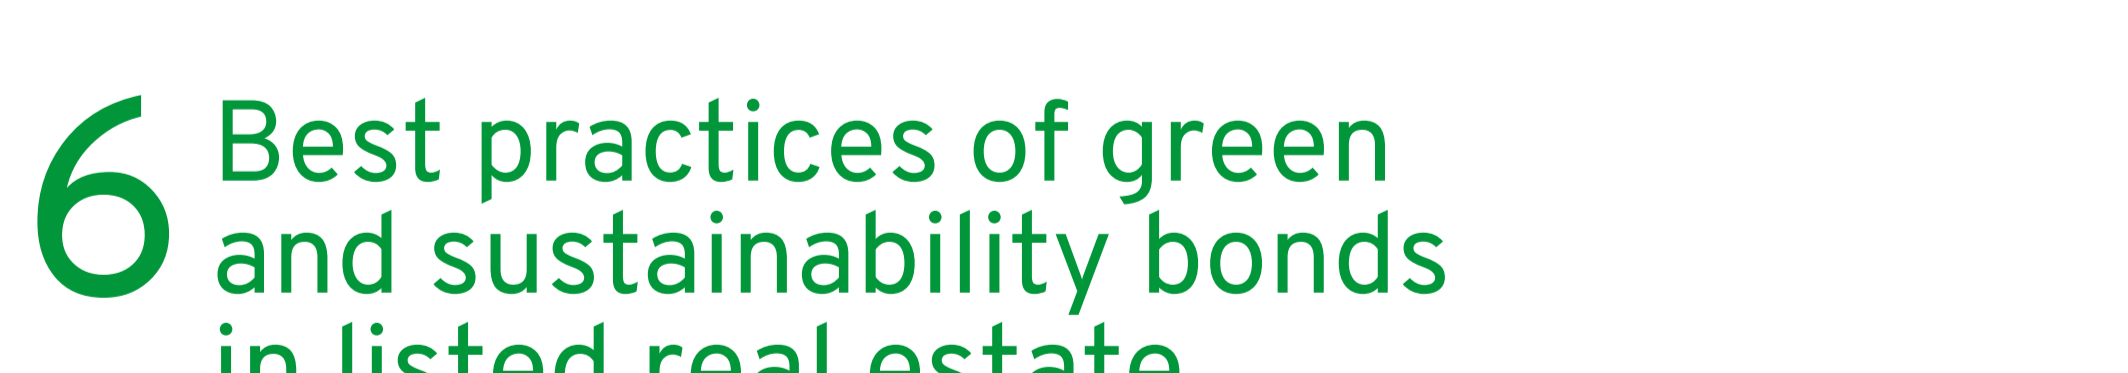 6 Best practices of green
and sustainability bonds
in listed real estate